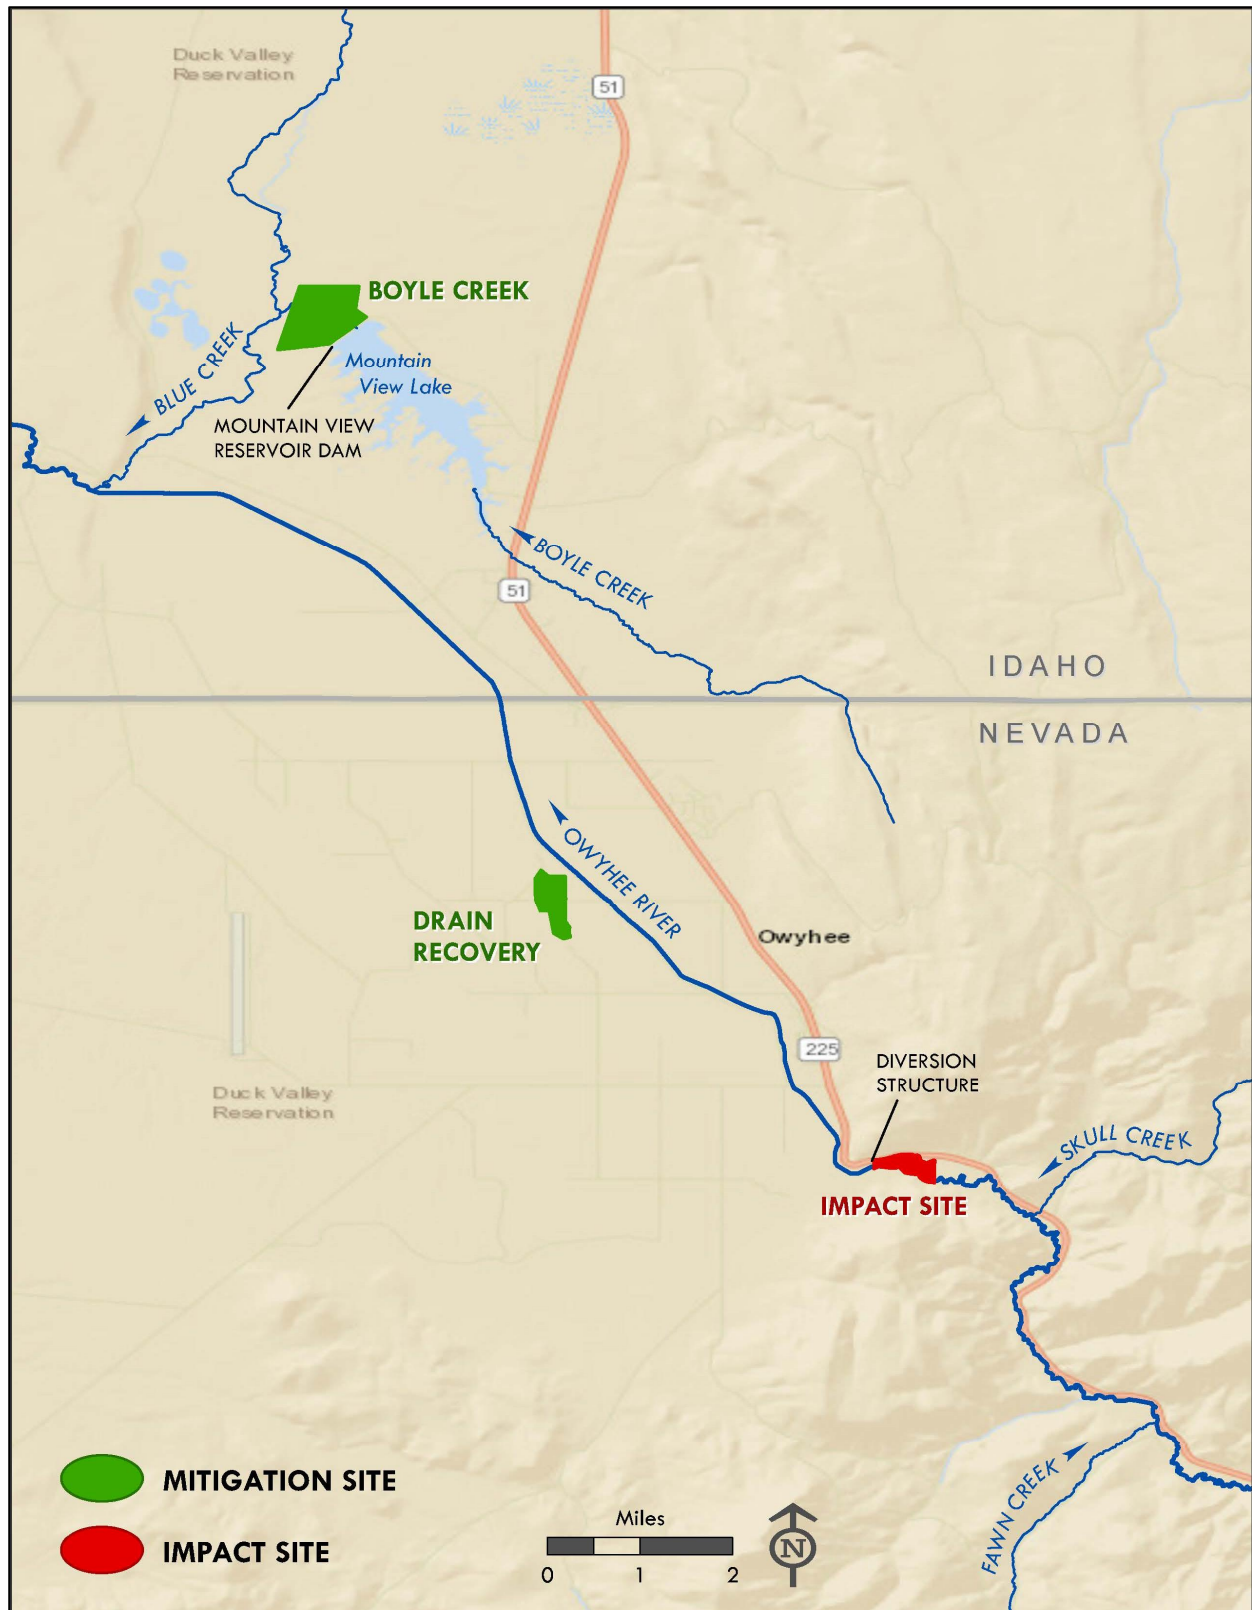 Duck Valley
Reservation
51
BOYLE CREEK
Mountain
View Lake
BLUE CREEK
MOUNTAIN VIEW
RESERVOIR DAM
BOYLE CREEK
51
IDAHO
NEVADA
OWYHEE RIVER
DRAIN
RECOVERY
Owyhee
225
DIVERSION
STRUCTURE
Duck Valley
Reservation
SKULL CREEK
IMPACT SITE
FAWN CREEK
MITIGATION SITE
IMPACT SITE
Miles
0 1 2
N